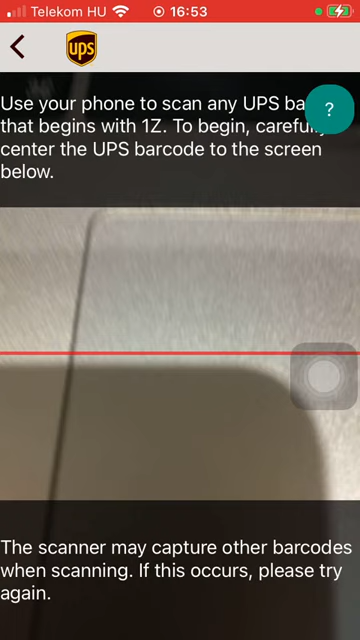 Telekom HU
16:53
ups
Use your phone to scan any UPS
?
that begins with 1Z. To begin,
center the UPS barcode to the screen
below.
The scanner may capture other barcodes
when scanning. If this occurs, please try
again.